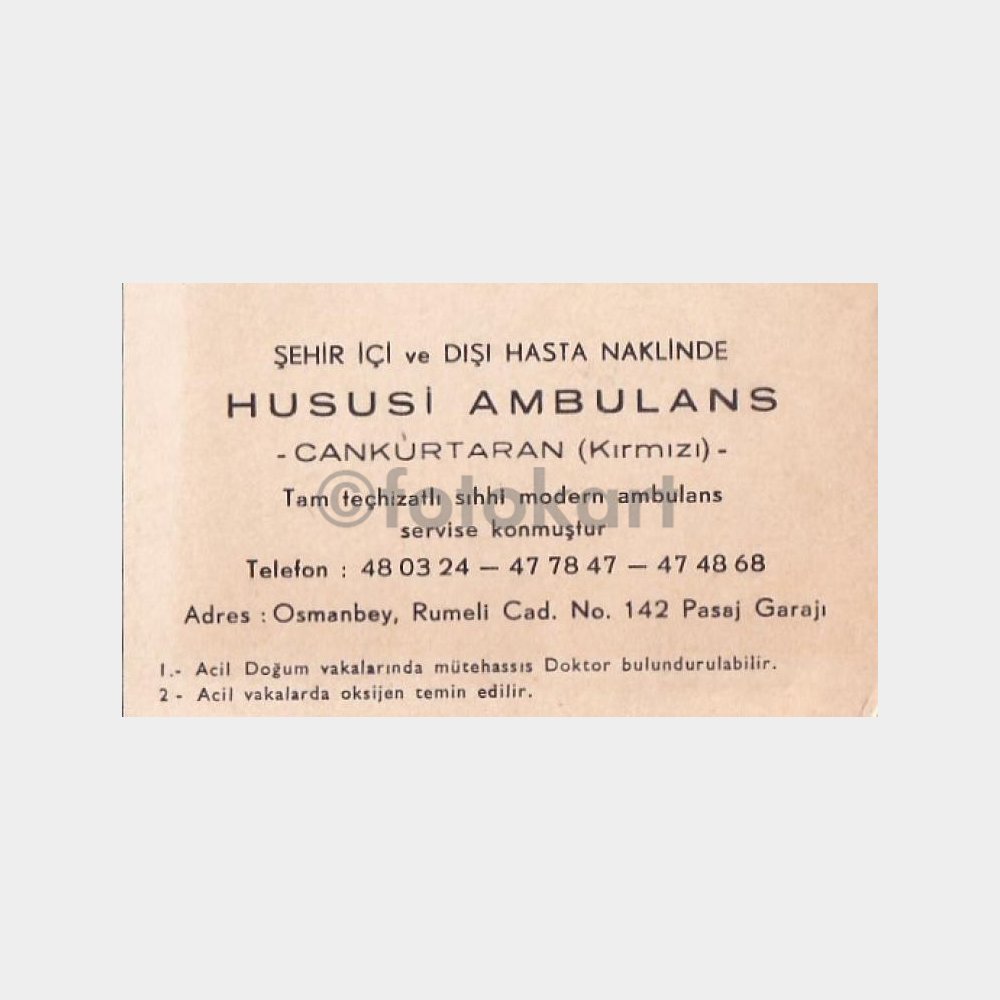 ŞEHİR İÇİ ve DIŞI HASTA NAKLİNDE
HUSUSİ AMBULANS
- CANKURTARAN (Kırmızı) -
Tam teçhizatlı sıhhi modern ambulans
©fotokart
servise konmuştur
Telefon : 48 03 24 — 47 78 47 — 47 48 68
Adres : Osmanbey, Rumeli Cad. No. 142 Pasaj Garajı
1.- Acil Doğum vakalarında mütehassıs Doktor bulundurulabilir.
2 - Acil vakalarda oksijen temin edilir.